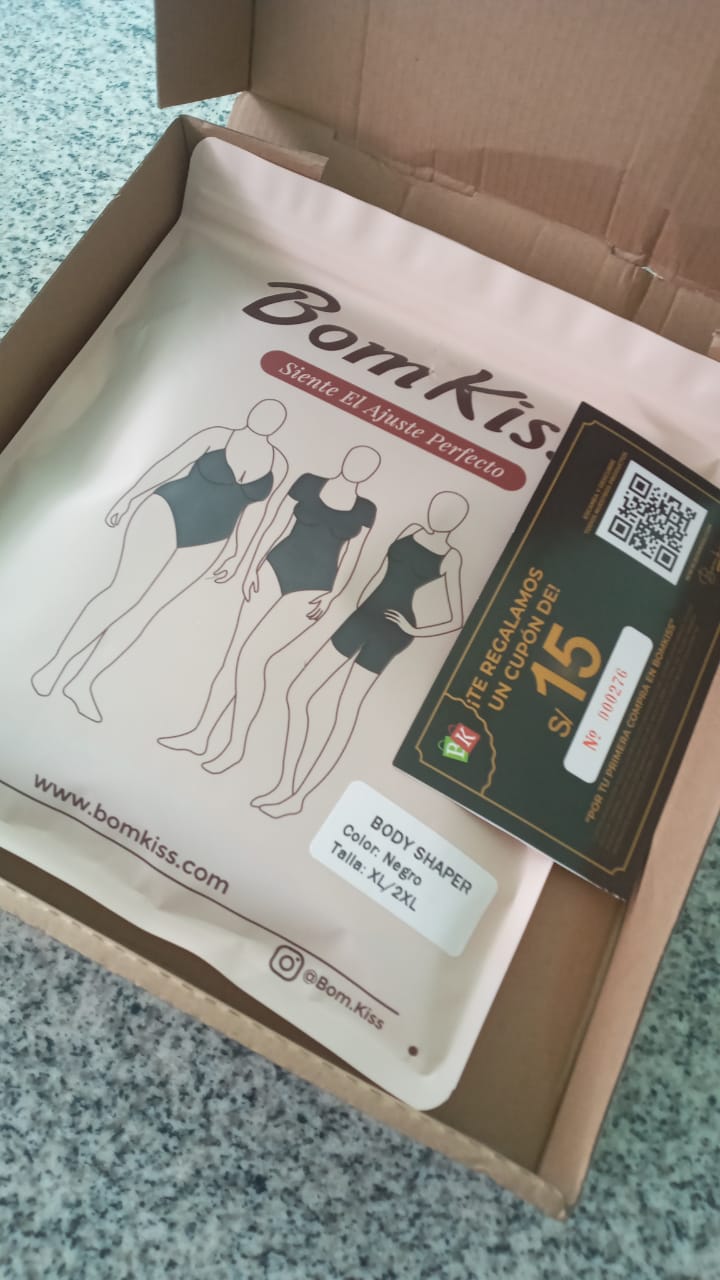 BomKiss
Siente El Ajuste Perfecto
¡TE REGALAMOS
UN CUPÓN DE!
S/ 15
Nº 000276
*POR TU PRIMERA COMPRA EN BOMKISS*
BK
BODY SHAPER
Color: Negro
Talla: XL/2XL
www.bomkiss.com
@Bom.Kiss